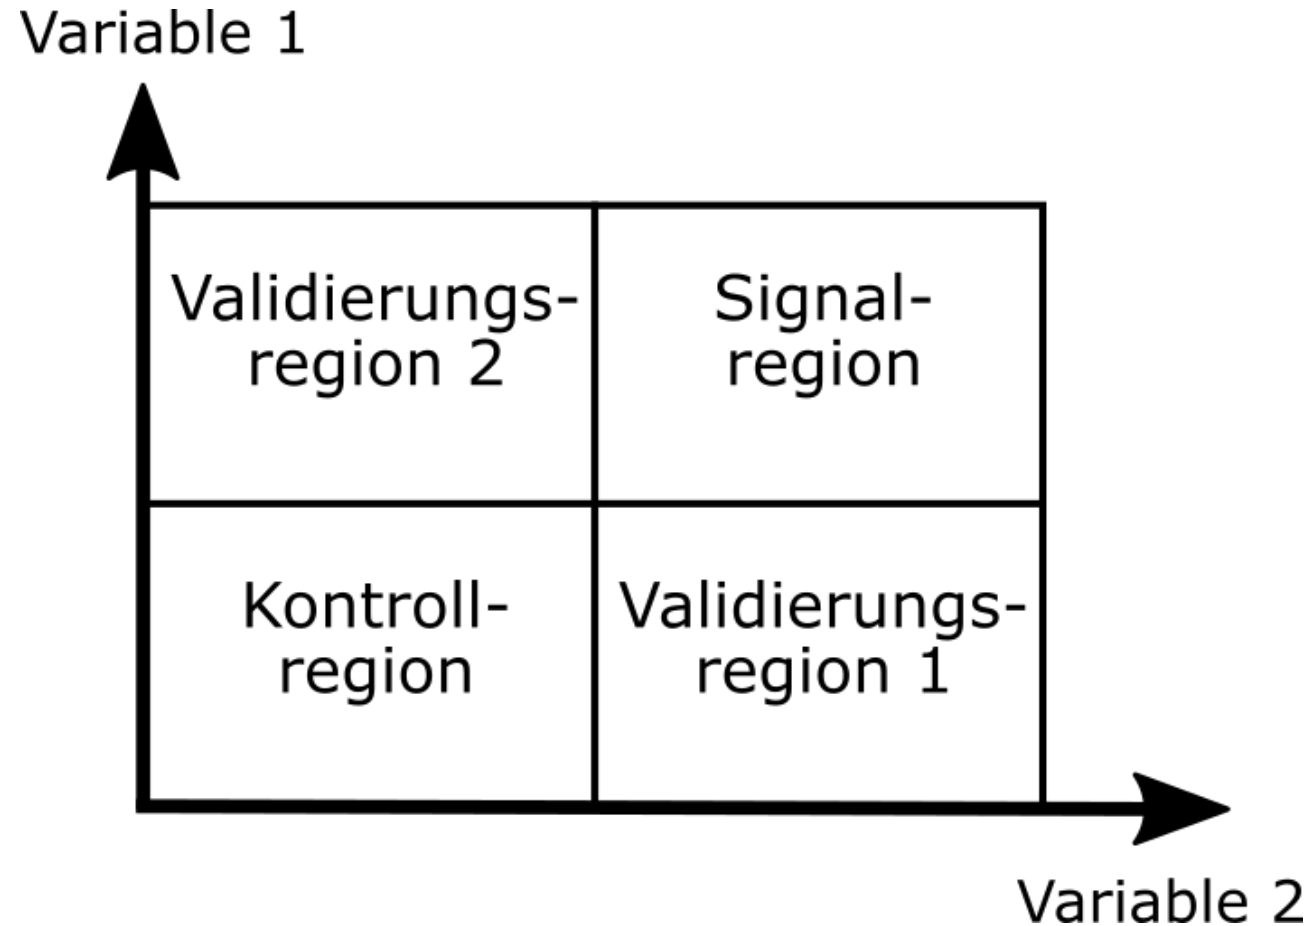 Variable 1
Validierungs-
region 2
Signal-
region
Kontroll-
region
Validierungs-
region 1
Variable 2